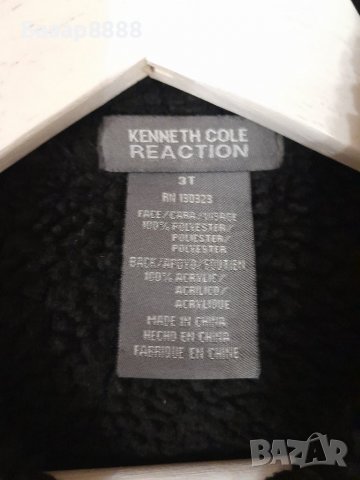 Божар8888
KENNETH COLE
REACTION
3T
RN 130323
FACE/CARA/VISAGE
100% POLYESTER/
POLIESTER/
POLYESTER
BACK/APOYO/SOUTIEN
100% ACRYLIC/
ACRILICO/
ACRYLIQUE
MADE IN CHINA
HECHO EN CHINA
FABRIQUE EN CHINE
BAZAR
bg